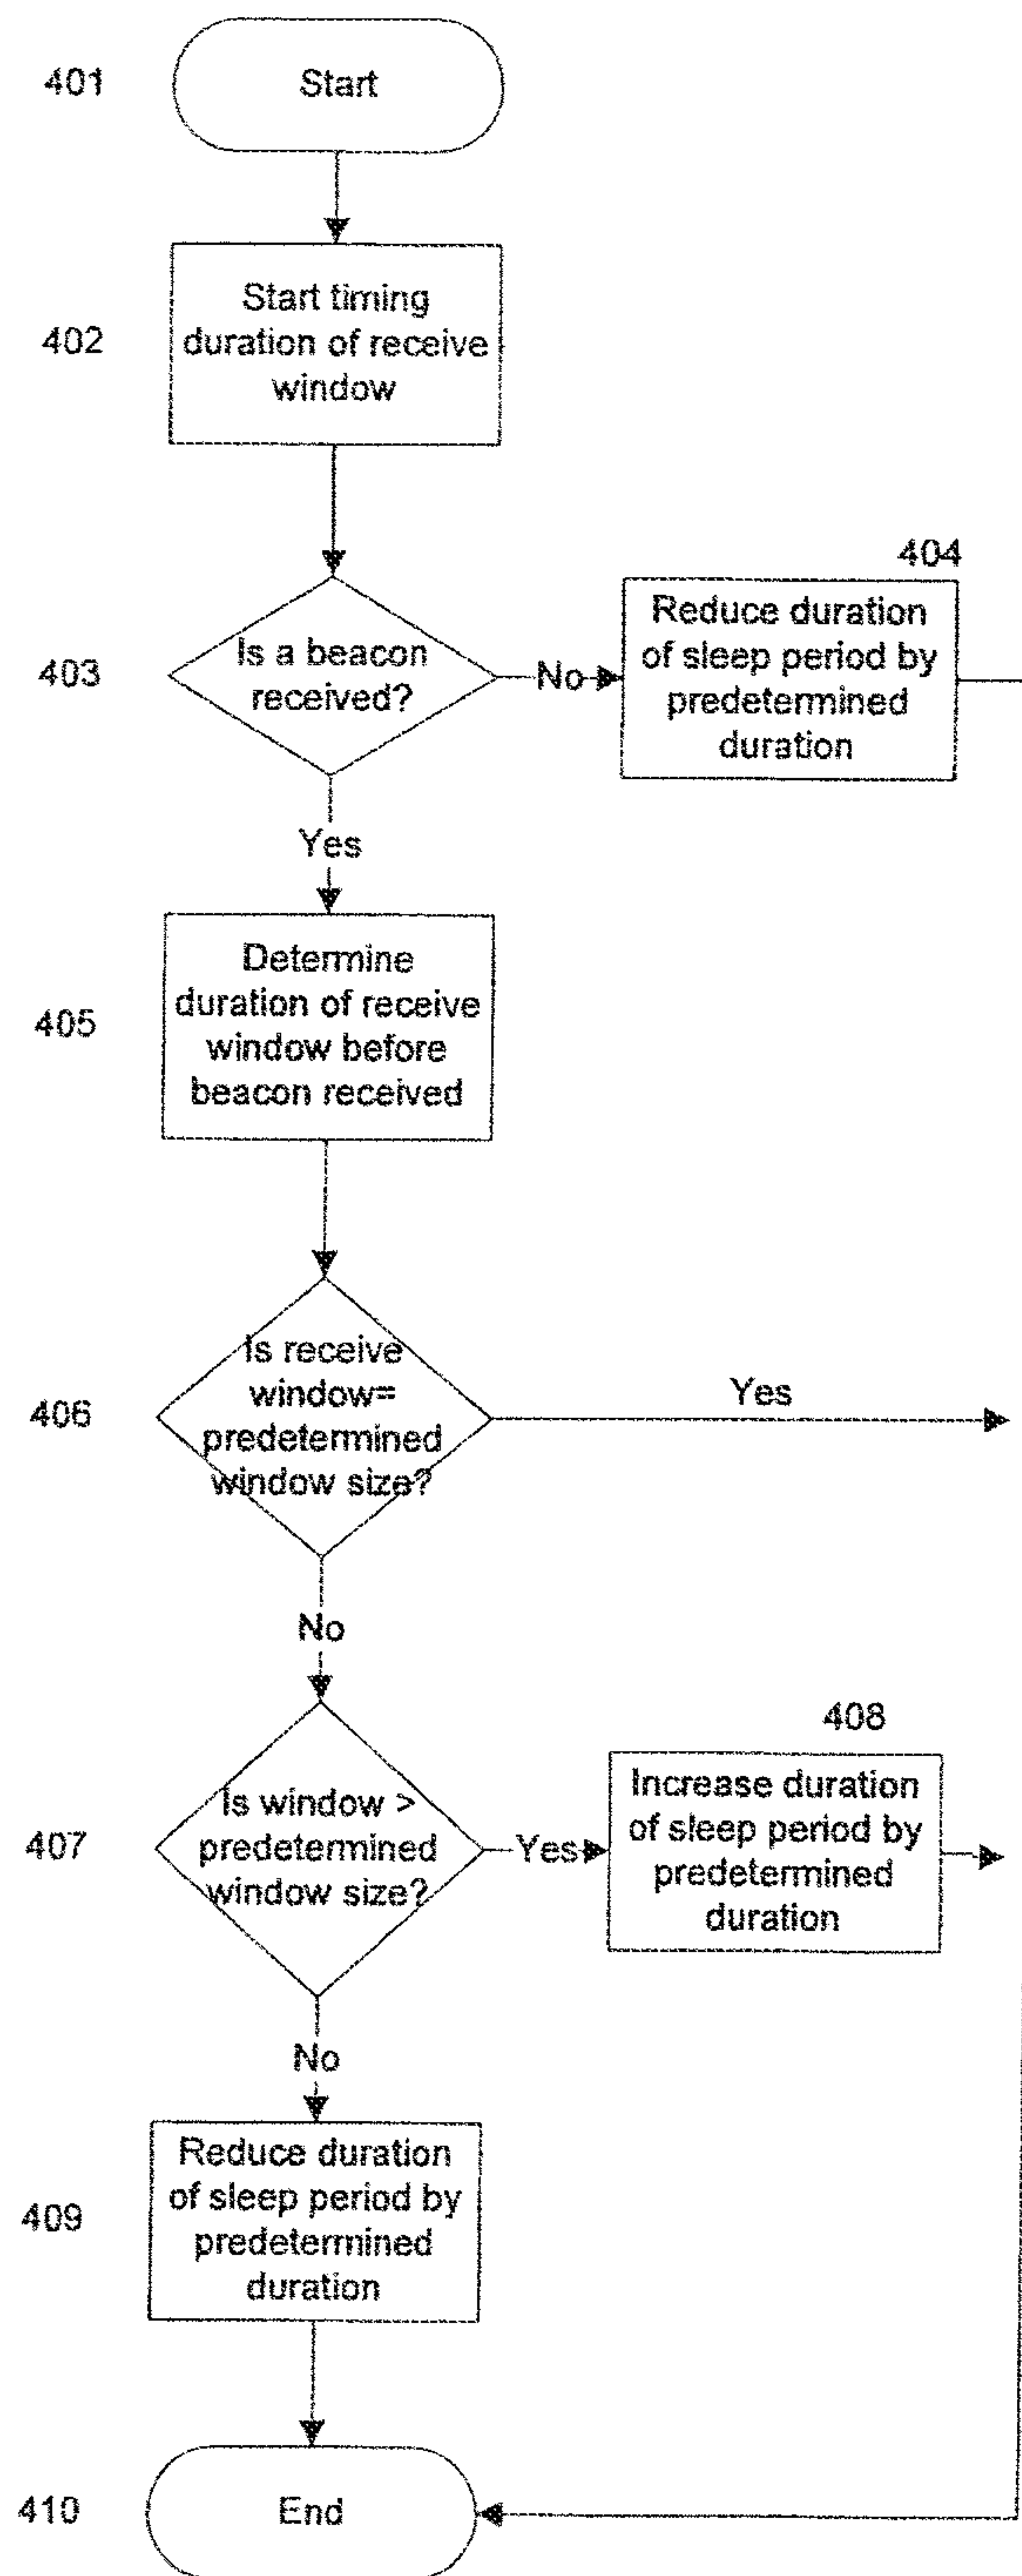 401
Start
402
Start timing
duration of receive
window
403
Is a beacon
received?
No
404
Reduce duration
of sleep period by
predetermined
duration
Yes
405
Determine
duration of receive
window before
beacon received
406
Is receive
window=
predetermined
window size?
Yes
No
407
Is window >
predetermined
window size?
Yes
408
Increase duration
of sleep period by
predetermined
duration
No
409
Reduce duration
of sleep period by
predetermined
duration
410
End